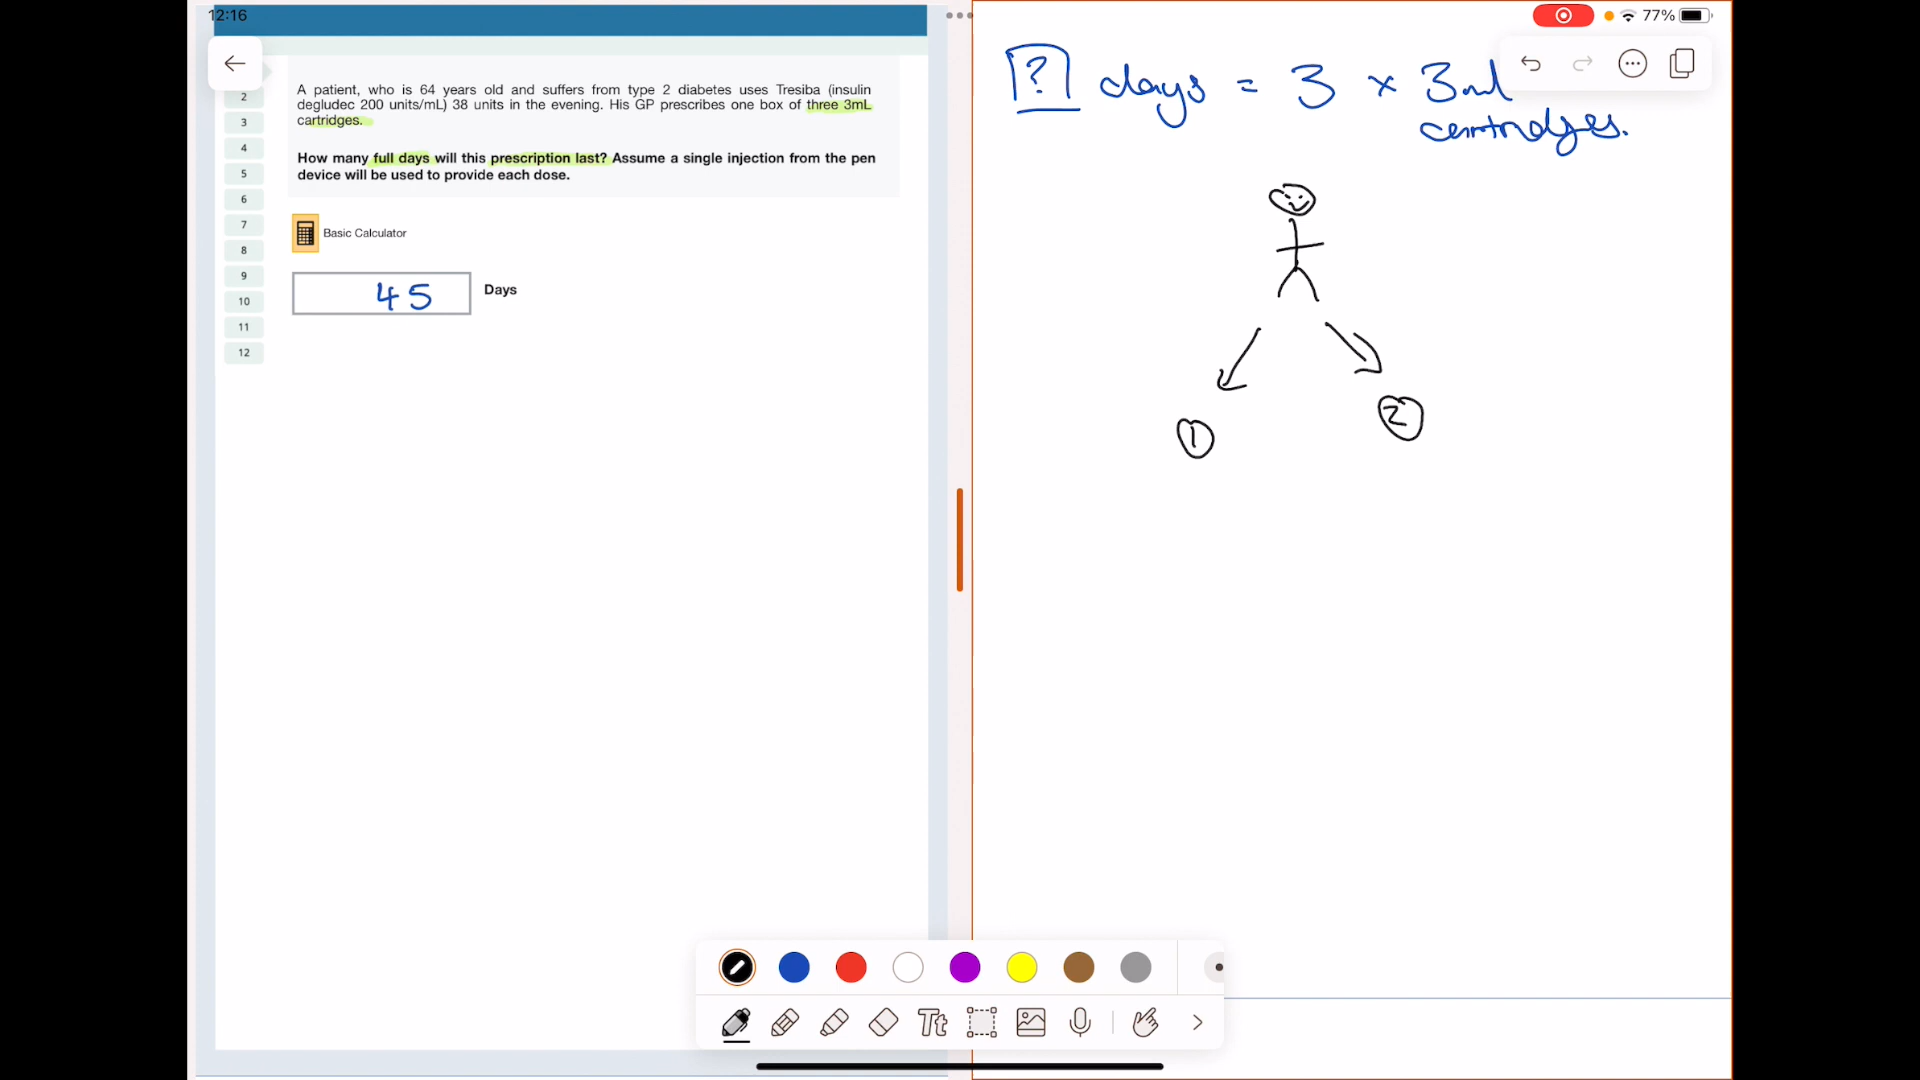 12:16
77%
2
3
4
5
6
7
8
9
10
11
12
A patient, who is 64 years old and suffers from type 2 diabetes uses Tresiba (insulin
degludec 200 units/mL) 38 units in the evening. His GP prescribes one box of three 3mL
cartridges.
How many full days will this prescription last? Assume a single injection from the pen
device will be used to provide each dose.
Basic Calculator
45
Days
? days = 3 × 3ml
cartridges.
1
2
Tt